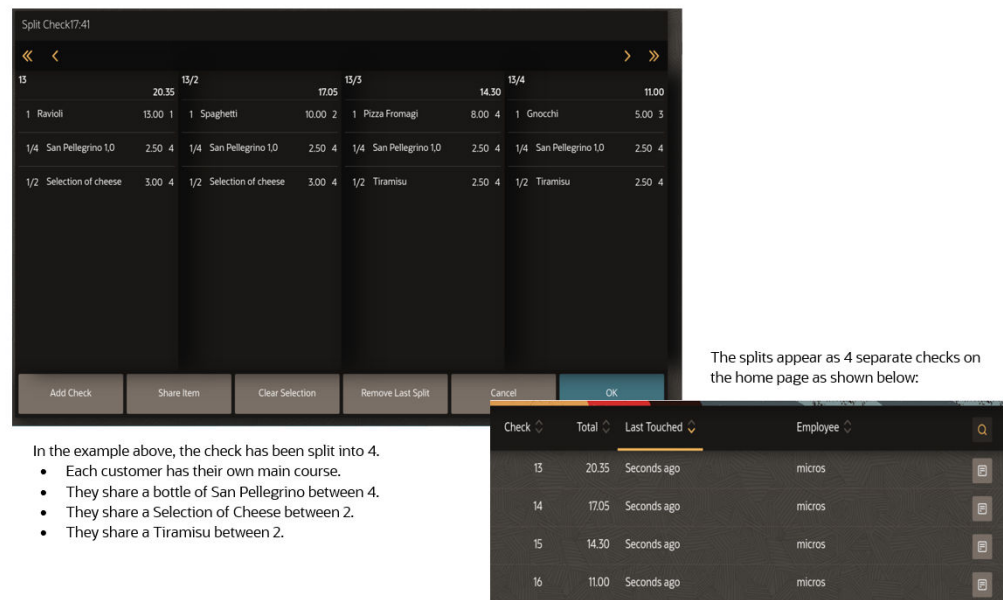 Split Check17:41
13 20.35 13/2 17.05 13/3 14.30 13/4 11.00
1 Ravioli 13.00 1 1 Spaghetti 10.00 2 1 Pizza Fromagi 8.00 4 1 Gnocchi 5.00 3
1/4 San Pellegrino 1,0 2.50 4 1/4 San Pellegrino 1,0 2.50 4 1/4 San Pellegrino 1,0 2.50 4 1/4 San Pellegrino 1,0 2.50 4
1/2 Selection of cheese 3.00 4 1/2 Selection of cheese 3.00 4 1/2 Tiramisu 2.50 4 1/2 Tiramisu 2.50 4
Add Check Share Item Clear Selection Remove Last Split Cancel OK
The splits appear as 4 separate checks on
the home page as shown below:
In the example above, the check has been split into 4.
• Each customer has their own main course.
• They share a bottle of San Pellegrino between 4.
• They share a Selection of Cheese between 2.
• They share a Tiramisu between 2.
Check Total Last Touched Employee
13 20.35 Seconds ago micros
14 17.05 Seconds ago micros
15 14.30 Seconds ago micros
16 11.00 Seconds ago micros